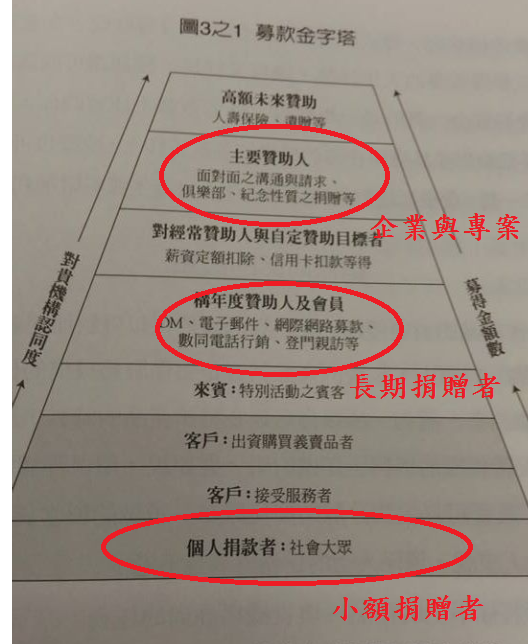 圖3之1 募款金字塔
高額未來贊助
人壽保險、遺贈等
主要贊助人
面對面之溝通與請求、
俱樂部、紀念性質之捐贈等
企業與專案
對經常贊助人與自定贊助目標者
薪資定額扣除、信用卡扣款等得
構年度贊助人及會員
DM、電子郵件、網際網路募款、
數同電話行銷、登門親訪等
長期捐贈者
來賓：特別活動之賓客
客戶：出資購買義賣品者
客戶：接受服務者
個人捐款者：社會大眾
小額捐贈者
對貴機構認同度
募得金額數